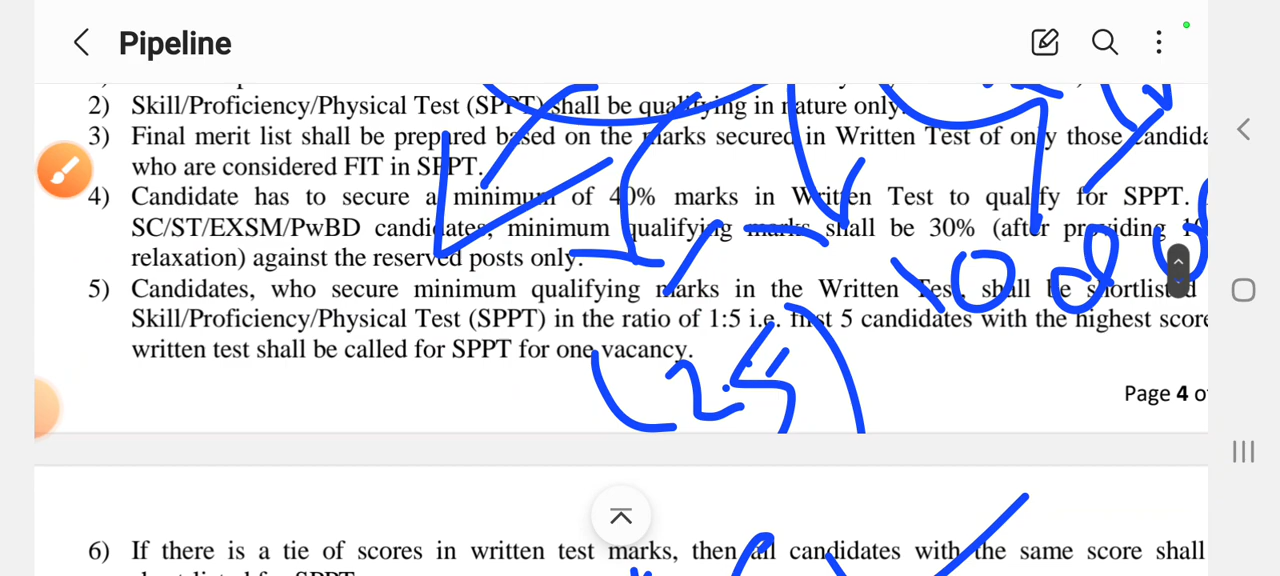 Pipeline
2) Skill/Proficiency/Physical Test (SPPT) shall be qualifying in nature only.
3) Final merit list shall be prepared based on the marks secured in Written Test of only those candida
who are considered FIT in SPPT.
4) Candidate has to secure a minimum of 40% marks in Written Test to qualify for SPPT.
SC/ST/EXSM/PwBD candidates, minimum qualifying marks shall be 30% (after providing
relaxation) against the reserved posts only.
5) Candidates, who secure minimum qualifying marks in the Written Test, shall be shortlisted
Skill/Proficiency/Physical Test (SPPT) in the ratio of 1:5 i.e. first 5 candidates with the highest score
written test shall be called for SPPT for one vacancy.
Page 4 o
6) If there is a tie of scores in written test marks, then all candidates with the same score shall